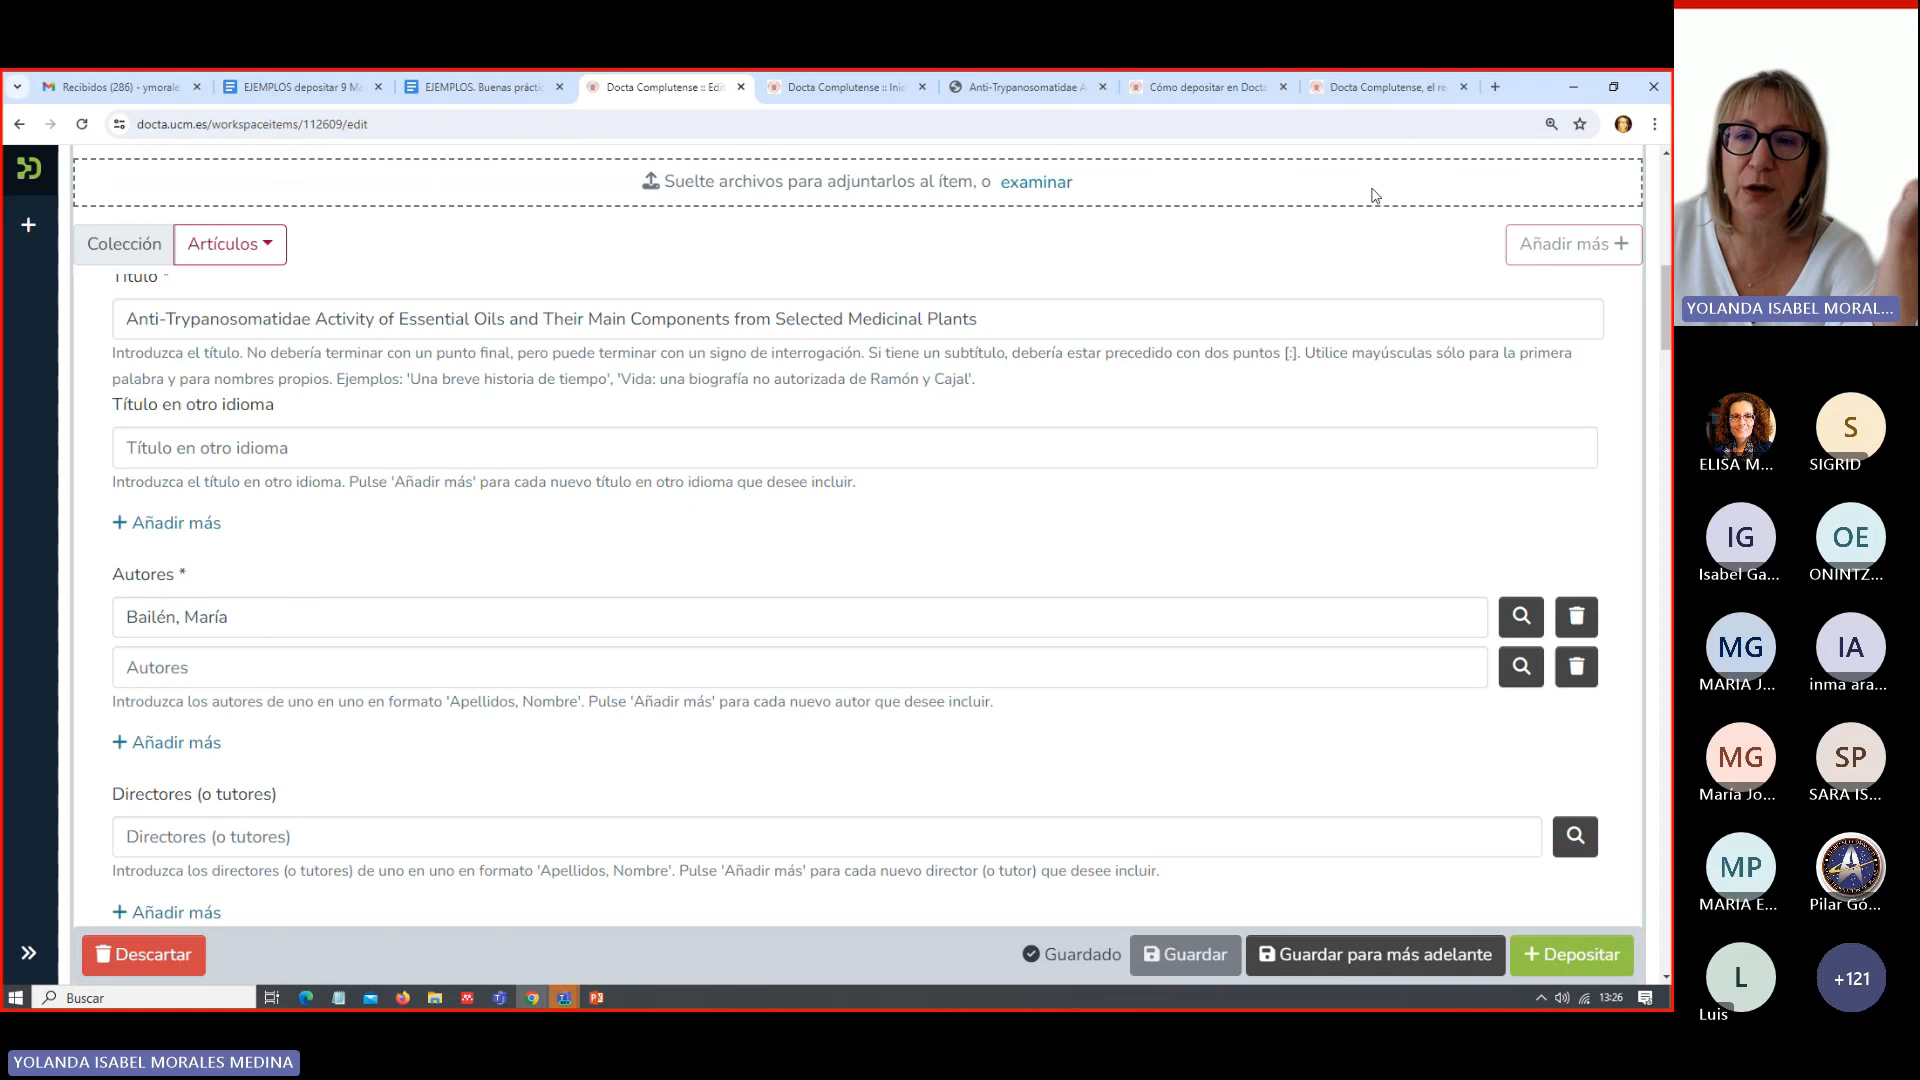 Recibidos (286) - ymorale
EJEMPLOS depositar 9 Ma
EJEMPLOS. Buenas práctic
Docta Complutense :: Edit
Docta Complutense :: Inic
Anti-Trypanosomatidae A
Cómo depositar en Docta
Docta Complutense, el re
docta.ucm.es/workspaceitems/112609/edit
Suelte archivos para adjuntarlos al ítem, o examinar
Colección
Artículos
Añadir más
Título *
Anti-Trypanosomatidae Activity of Essential Oils and Their Main Components from Selected Medicinal Plants
Introduzca el título. No debería terminar con un punto final, pero puede terminar con un signo de interrogación. Si tiene un subtítulo, debería estar precedido con dos puntos [:]. Utilice mayúsculas sólo para la primera
palabra y para nombres propios. Ejemplos: 'Una breve historia de tiempo', 'Vida: una biografía no autorizada de Ramón y Cajal'.
Título en otro idioma
Título en otro idioma
Introduzca el título en otro idioma. Pulse 'Añadir más' para cada nuevo título en otro idioma que desee incluir.
+ Añadir más
Autores *
Bailén, María
Autores
Introduzca los autores de uno en uno en formato 'Apellidos, Nombre'. Pulse 'Añadir más' para cada nuevo autor que desee incluir.
+ Añadir más
Directores (o tutores)
Directores (o tutores)
Introduzca los directores (o tutores) de uno en uno en formato 'Apellidos, Nombre'. Pulse 'Añadir más' para cada nuevo director (o tutor) que desee incluir.
+ Añadir más
Descartar
Guardado
Guardar
Guardar para más adelante
+ Depositar
Buscar
13:26
YOLANDA ISABEL MORALES MEDINA
YOLANDA ISABEL MORAL...
ELISA M...
S
SIGRID
IG
Isabel Ga...
OE
ONINTZ...
MG
MARIA J...
IA
inma ara...
MG
María Jo...
SP
SARA IS...
MP
MARIA E...
Pilar Gó...
L
Luis
+121